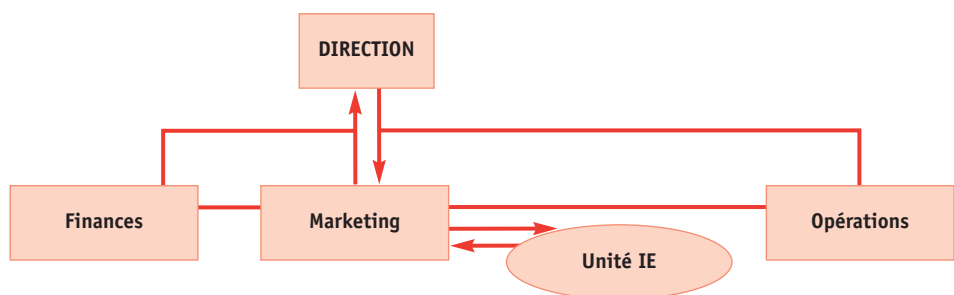 DIRECTION
Finances
Marketing
Opérations
Unité IE